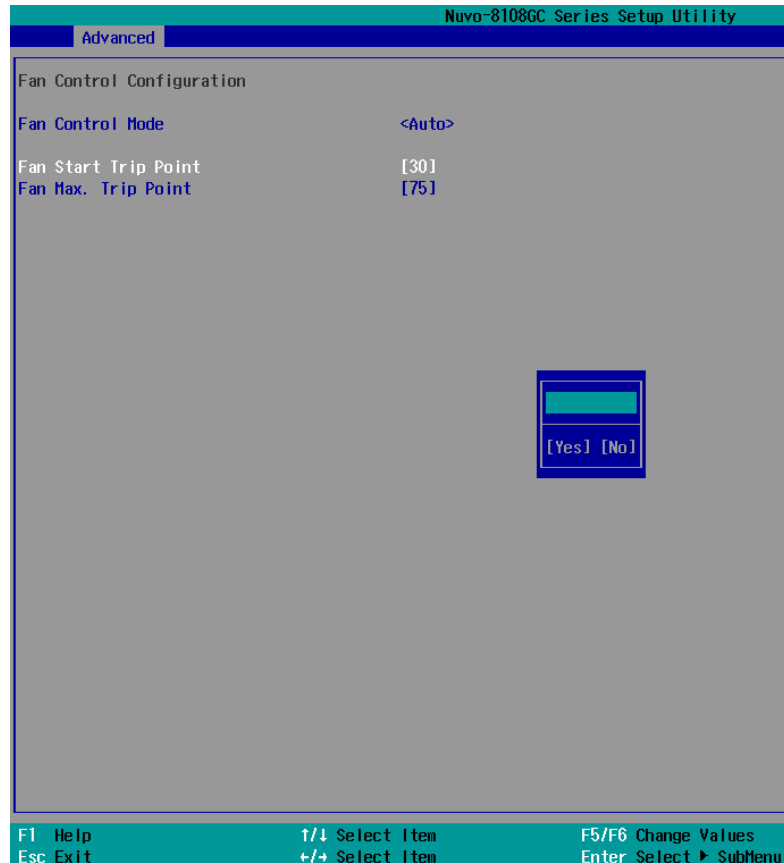 Nuvo-8108GC Series Setup Utility
Advanced
Fan Control Configuration
Fan Control Mode <Auto>
Fan Start Trip Point [30]
Fan Max. Trip Point [75]
[Yes] [No]
F1 Help ↑/↓ Select Item F5/F6 Change Values
Esc Exit ←/→ Select Item Enter Select ▶ SubMenu